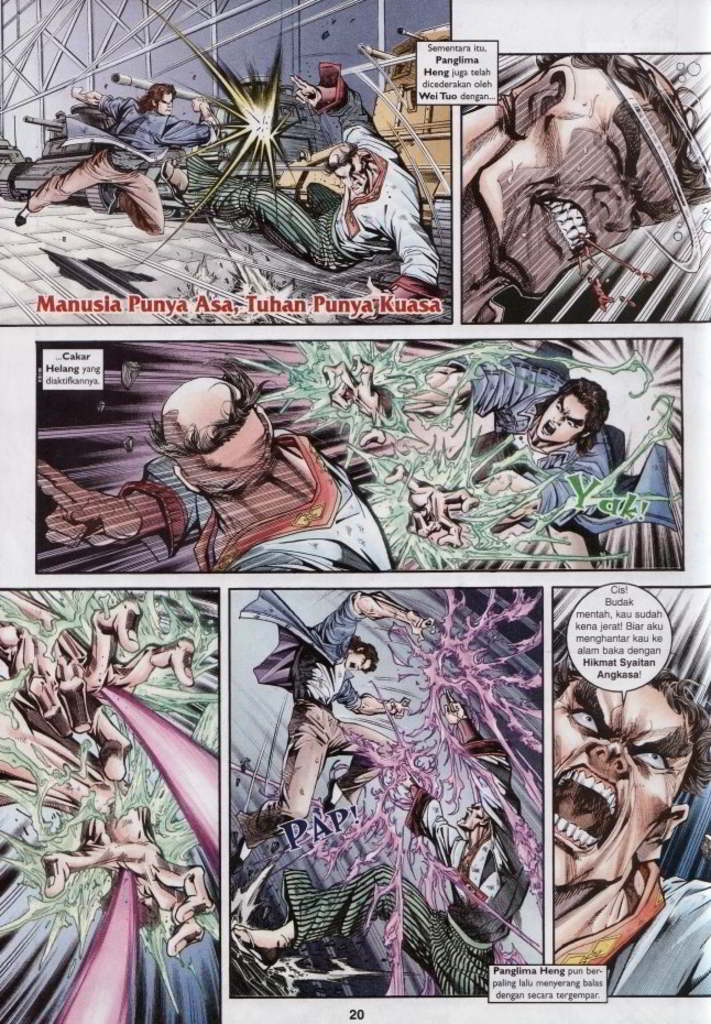 Sementara itu,
Panglima
Heng juga telah
dicederakan oleh
Wei Tuo dengan...
Manusia Punya Asa, Tuhan Punya Kuasa
...Cakar
Helang yang
diaktifkannya.
Yak!
PAP!
Cis!
Budak
mentah, kau sudah
kena jerat! Biar aku
menghantar kau ke
alam baka dengan
Hikmat Syaitan
Angkasa!
Panglima Heng pun ber-
paling lalu menyerang balas
dengan secara tergempar.
20